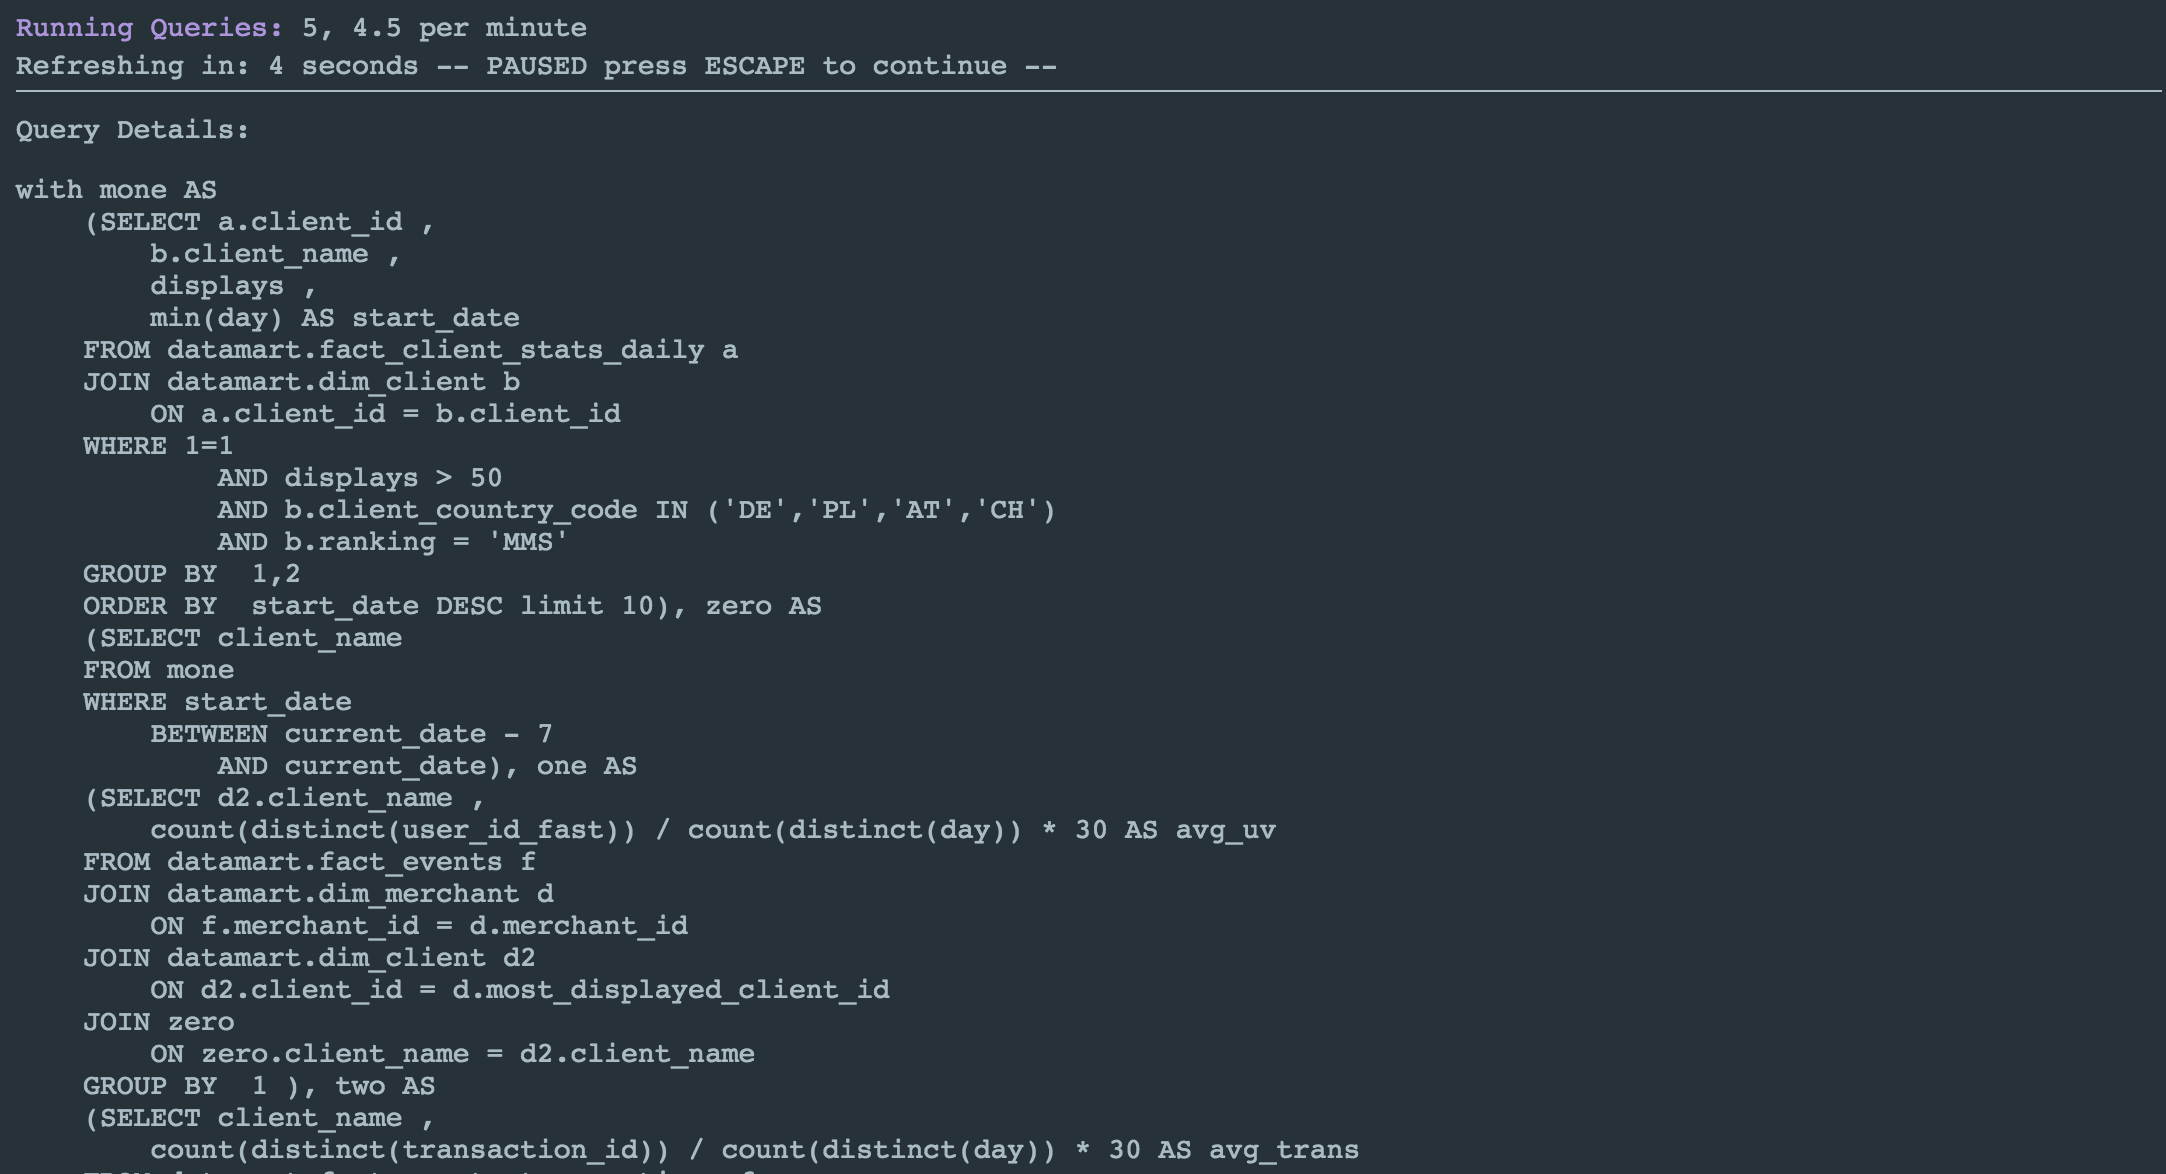 Running Queries: 5, 4.5 per minute
Refreshing in: 4 seconds -- PAUSED press ESCAPE to continue --
Query Details:
with mone AS
    (SELECT a.client_id ,
        b.client_name ,
        displays ,
        min(day) AS start_date
    FROM datamart.fact_client_stats_daily a
    JOIN datamart.dim_client b
        ON a.client_id = b.client_id
    WHERE 1=1
            AND displays > 50
            AND b.client_country_code IN ('DE','PL','AT','CH')
            AND b.ranking = 'MMS'
    GROUP BY  1,2
    ORDER BY  start_date DESC limit 10), zero AS
    (SELECT client_name
    FROM mone
    WHERE start_date
        BETWEEN current_date - 7
            AND current_date), one AS
    (SELECT d2.client_name ,
        count(distinct(user_id_fast)) / count(distinct(day)) * 30 AS avg_uv
    FROM datamart.fact_events f
    JOIN datamart.dim_merchant d
        ON f.merchant_id = d.merchant_id
    JOIN datamart.dim_client d2
        ON d2.client_id = d.most_displayed_client_id
    JOIN zero
        ON zero.client_name = d2.client_name
    GROUP BY  1 ), two AS
    (SELECT client_name ,
        count(distinct(transaction_id)) / count(distinct(day)) * 30 AS avg_trans